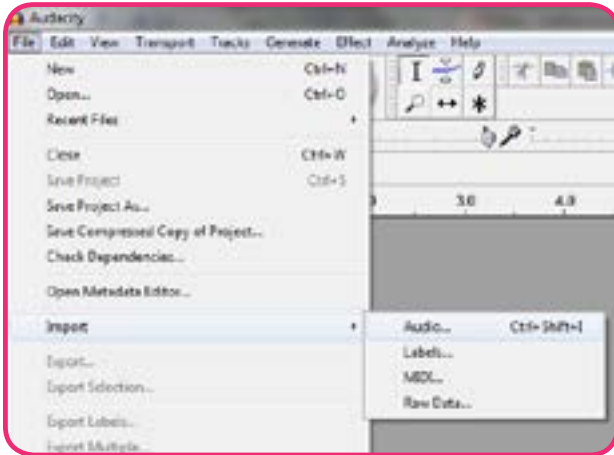 Audacity
File Edit View Transport Tracks Generate Effect Analyze Help
New Ctrl+N
Open... Ctrl+O
Recent Files
Close Ctrl+W
Save Project Ctrl+S
Save Project As...
Save Compressed Copy of Project...
Check Dependencies...
Open Metadata Editor...
Import
Export...
Export Selection...
Export Labels...
Export Multiple...
3.0 4.0
Audio... Ctrl+Shift+I
Labels...
MIDI...
Raw Data...